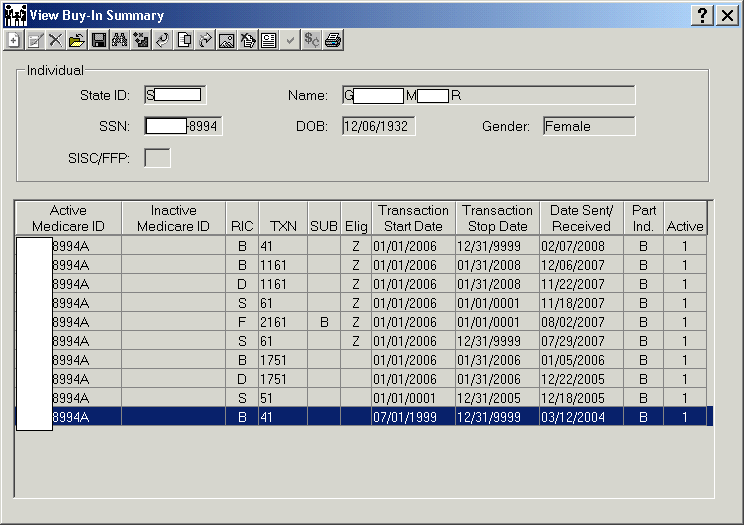 View Buy-In Summary
Individual
State ID: S Name: G M R
SSN: -8994 DOB: 12/06/1932 Gender: Female
SISC/FFP:
Active Inactive Transaction Transaction Date Sent/ Part
Medicare ID Medicare ID RIC TXN SUB Elig Start Date Stop Date Received Ind. Active
8994A B 41 Z 01/01/2006 12/31/9999 02/07/2008 B 1
8994A B 1161 Z 01/01/2006 01/31/2008 12/06/2007 B 1
8994A D 1161 Z 01/01/2006 01/31/2008 11/22/2007 B 1
8994A S 61 Z 01/01/2006 01/01/0001 11/18/2007 B 1
8994A F 2161 B Z 01/01/2006 01/01/0001 08/02/2007 B 1
8994A S 61 Z 01/01/2006 12/31/9999 07/29/2007 B 1
8994A B 1751 01/01/2006 01/31/2006 01/05/2006 B 1
8994A D 1751 01/01/2006 01/31/2006 12/22/2005 B 1
8994A S 51 01/01/0001 12/31/2005 12/18/2005 B 1
8994A B 41 07/01/1999 12/31/9999 03/12/2004 B 1